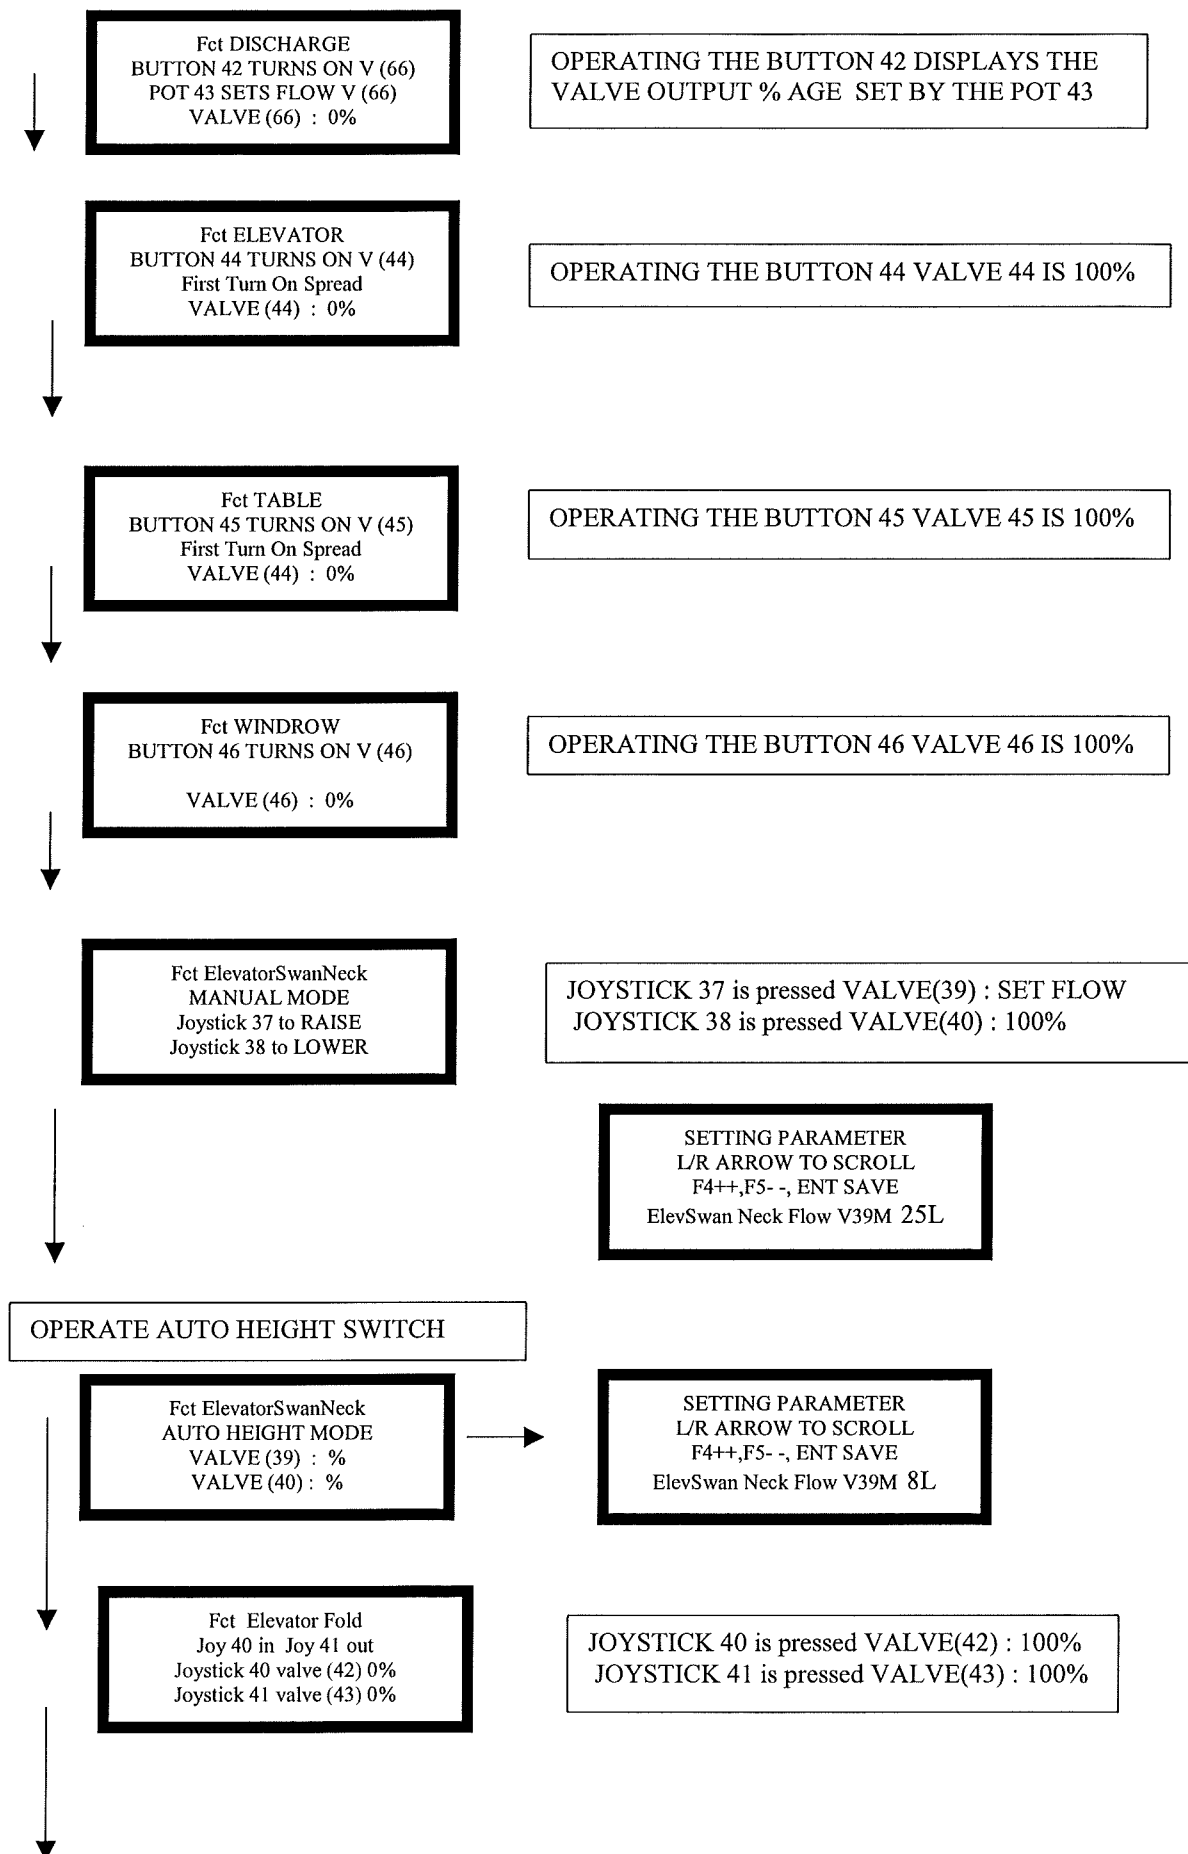 Fct DISCHARGE
BUTTON 42 TURNS ON V (66)
POT 43 SETS FLOW V (66)
VALVE (66) : 0%
OPERATING THE BUTTON 42 DISPLAYS THE
VALVE OUTPUT % AGE SET BY THE POT 43
Fct ELEVATOR
BUTTON 44 TURNS ON V (44)
First Turn On Spread
VALVE (44) : 0%
OPERATING THE BUTTON 44 VALVE 44 IS 100%
Fct TABLE
BUTTON 45 TURNS ON V (45)
First Turn On Spread
VALVE (44) : 0%
OPERATING THE BUTTON 45 VALVE 45 IS 100%
Fct WINDROW
BUTTON 46 TURNS ON V (46)
VALVE (46) : 0%
OPERATING THE BUTTON 46 VALVE 46 IS 100%
Fct ElevatorSwanNeck
MANUAL MODE
Joystick 37 to RAISE
Joystick 38 to LOWER
JOYSTICK 37 is pressed VALVE(39) : SET FLOW
JOYSTICK 38 is pressed VALVE(40) : 100%
SETTING PARAMETER
L/R ARROW TO SCROLL
F4++,F5- -, ENT SAVE
ElevSwan Neck Flow V39M 25L
OPERATE AUTO HEIGHT SWITCH
Fct ElevatorSwanNeck
AUTO HEIGHT MODE
VALVE (39) : %
VALVE (40) : %
SETTING PARAMETER
L/R ARROW TO SCROLL
F4++,F5- -, ENT SAVE
ElevSwan Neck Flow V39M 8L
Fct Elevator Fold
Joy 40 in Joy 41 out
Joystick 40 valve (42) 0%
Joystick 41 valve (43) 0%
JOYSTICK 40 is pressed VALVE(42) : 100%
JOYSTICK 41 is pressed VALVE(43) : 100%